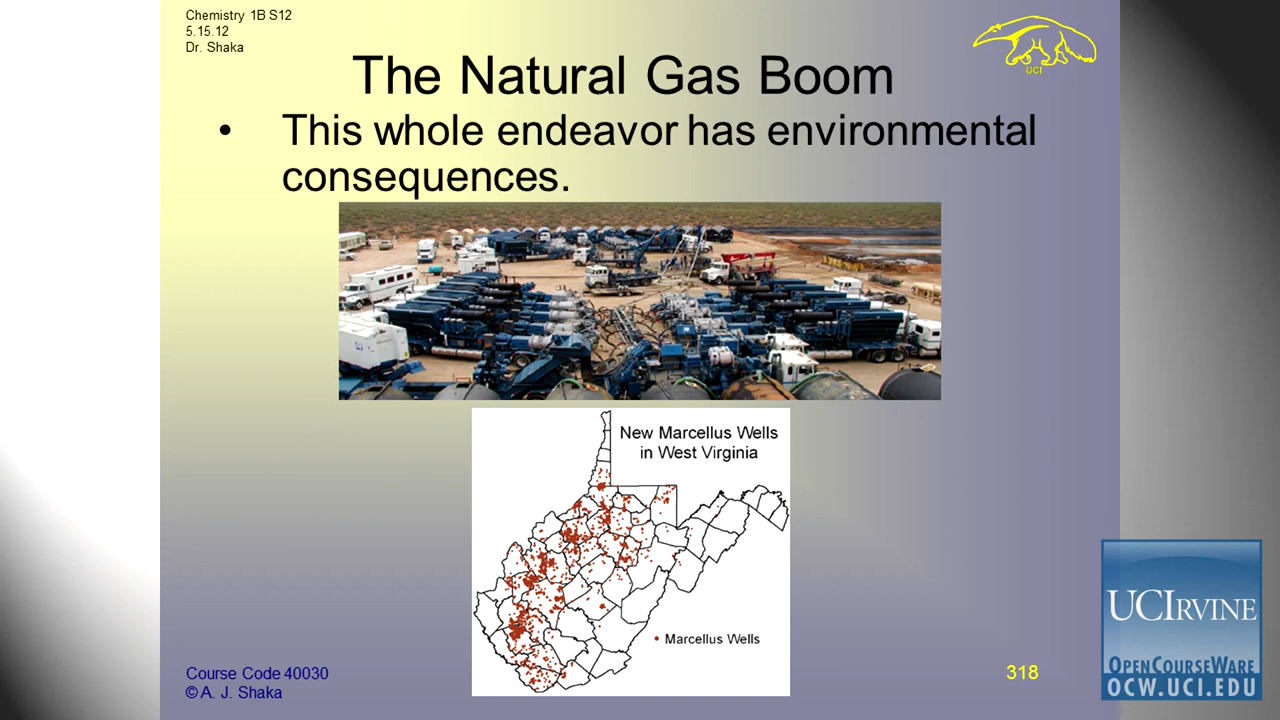 Chemistry 1B S12
5.15.12
Dr. Shaka
UCI
The Natural Gas Boom
• This whole endeavor has environmental
consequences.
New Marcellus Wells
in West Virginia
• Marcellus Wells
Course Code 40030
© A. J. Shaka
318
UCIRVINE
OPENCOURSEWARE
OCW.UCI.EDU